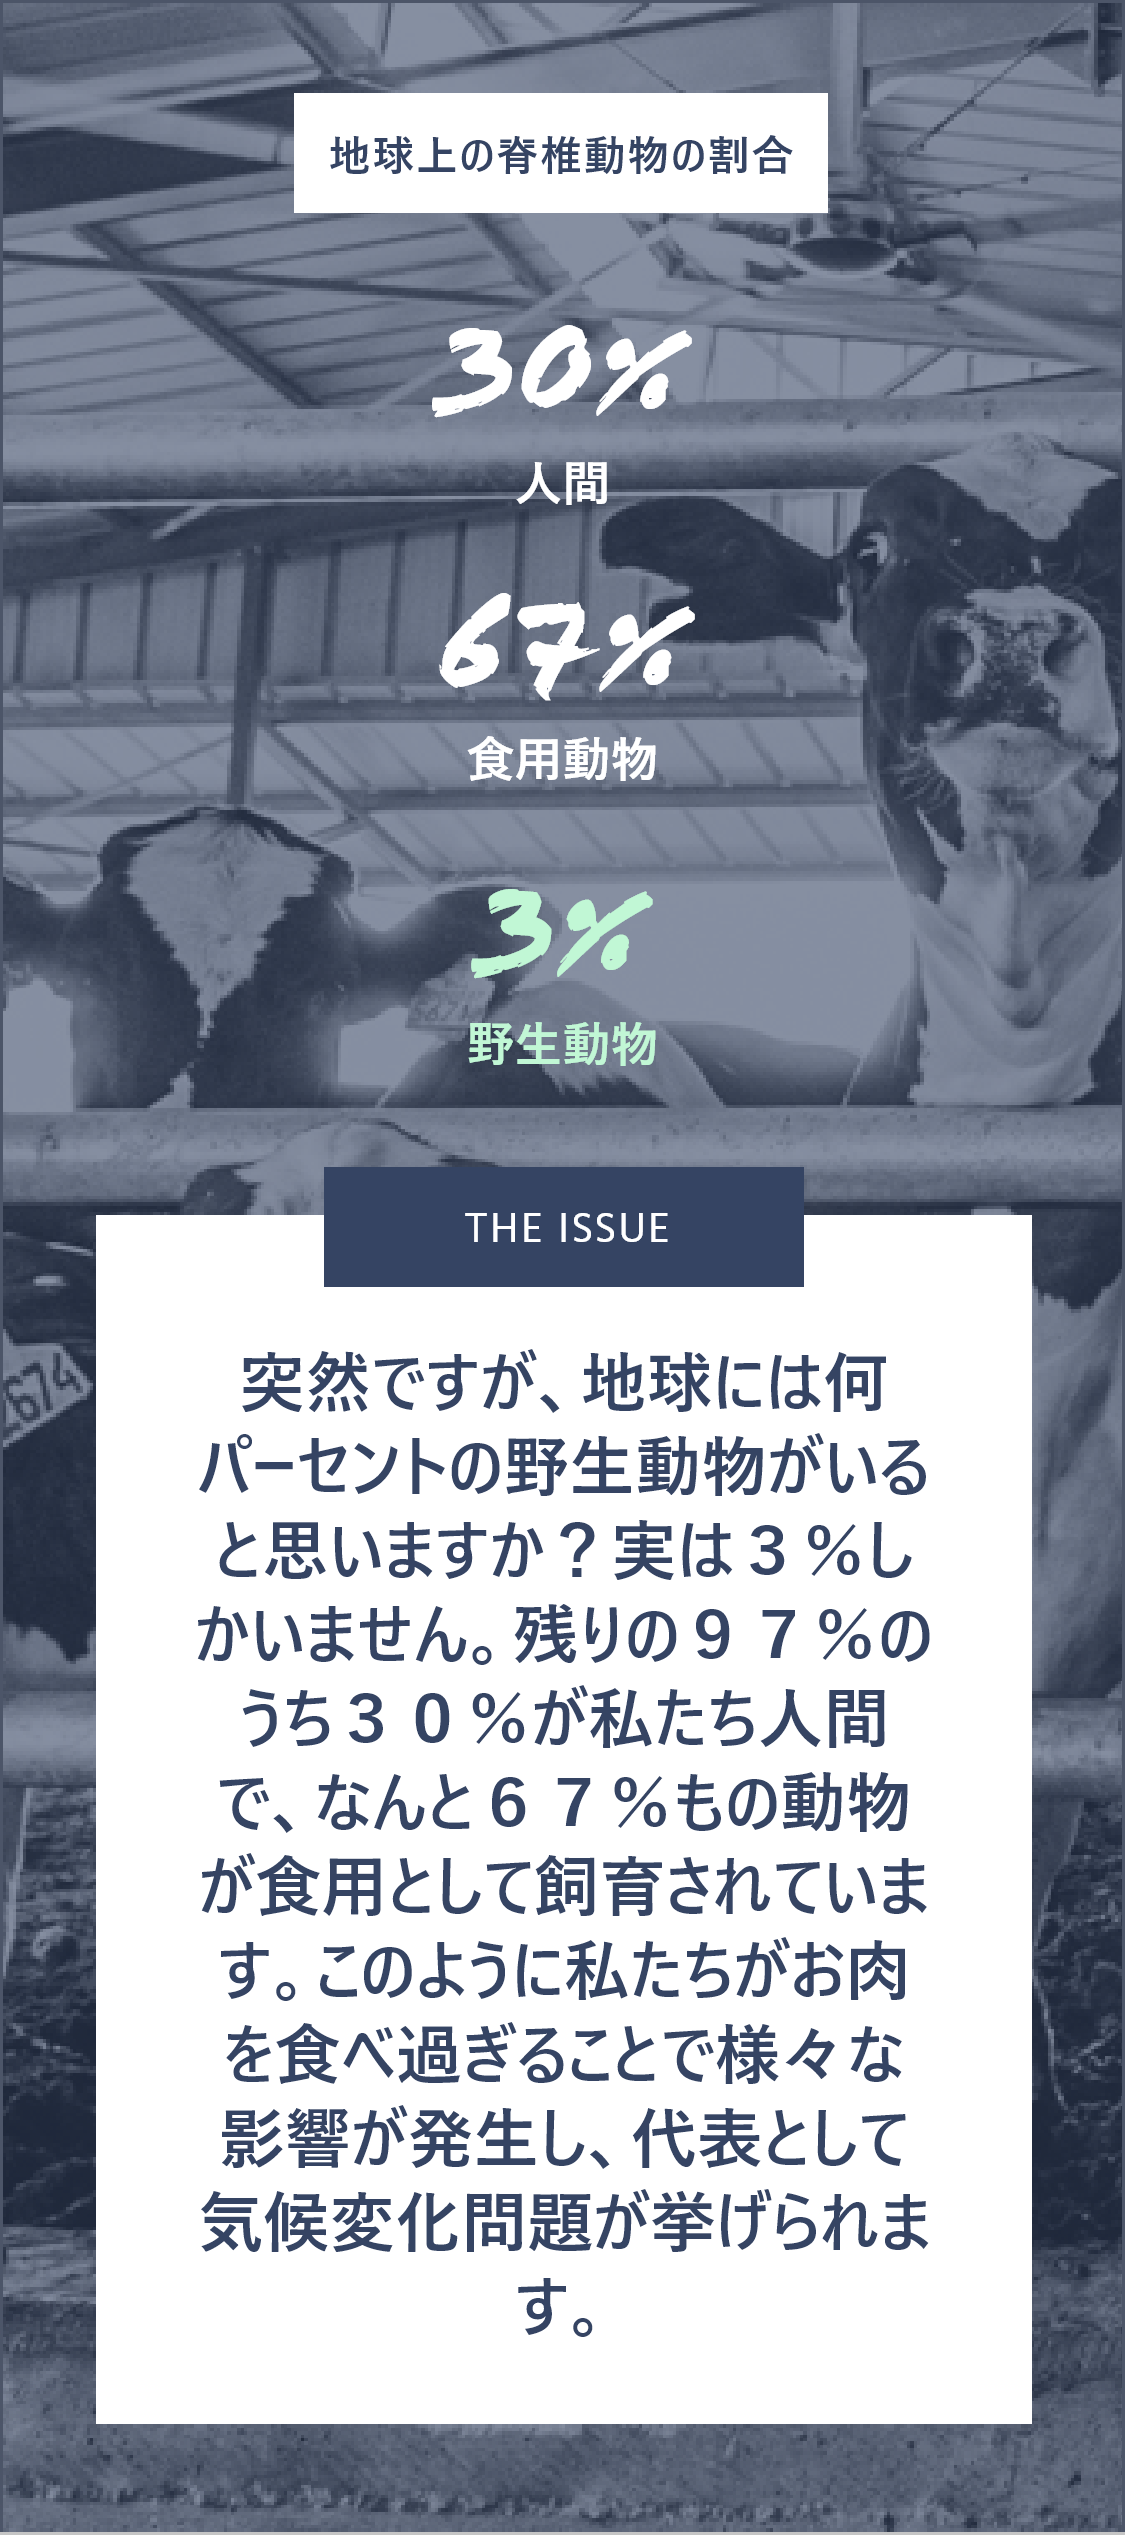 地球上の脊椎動物の割合
30%
人間
67%
食用動物
3%
野生動物
THE ISSUE
突然ですが、地球には何
パーセントの野生動物がいる
と思いますか？実は３％し
かいません。残りの９７％の
うち３０％が私たち人間
で、なんと６７％もの動物
が食用として飼育されていま
す。このように私たちがお肉
を食べ過ぎることで様々な
影響が発生し、代表として
気候変化問題が挙げられま
す。
674